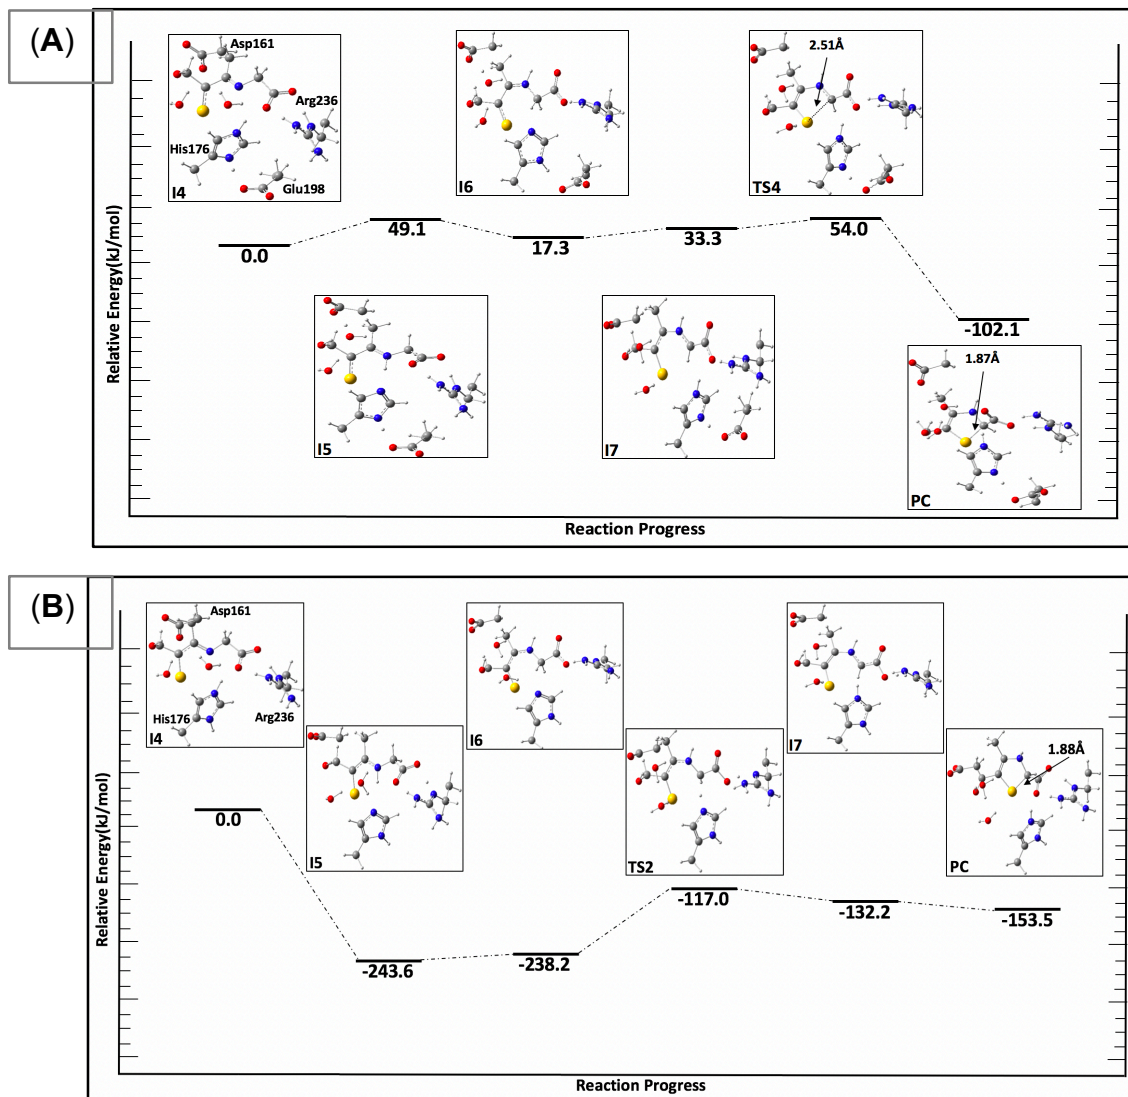 (A)
Relative Energy(kJ/mol)
Asp161
Arg236
His176
Glu198
I4
I6
2.51Å
TS4
0.0
49.1
17.3
33.3
54.0
-102.1
I5
I7
1.87Å
PC
Reaction Progress
(B)
Relative Energy(kJ/mol)
Asp161
His176
Arg236
I4
I5
I6
TS2
I7
1.88Å
PC
0.0
-243.6
-238.2
-117.0
-132.2
-153.5
Reaction Progress